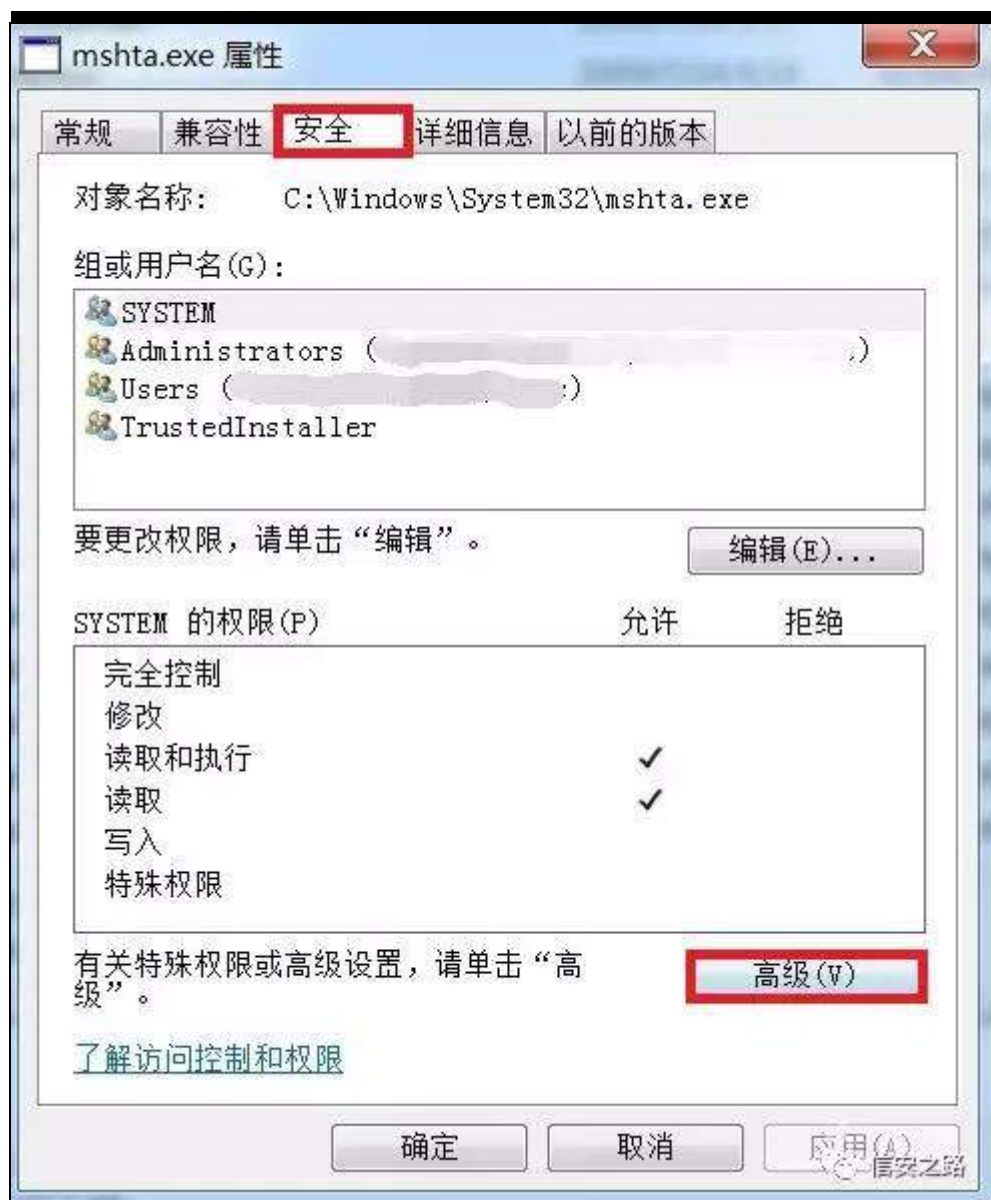 mshta.exe 属性
常规 兼容性 安全 详细信息 以前的版本
对象名称: C:\Windows\System32\mshta.exe
组或用户名(G):
SYSTEM
Administrators ( )
Users ( )
TrustedInstaller
要更改权限，请单击“编辑”。
编辑(E)...
SYSTEM 的权限(P) 允许 拒绝
完全控制
修改
读取和执行
读取
写入
特殊权限
有关特殊权限或高级设置，请单击“高
级”。
高级(V)
了解访问控制和权限
确定 取消 应用(A)
信安之路